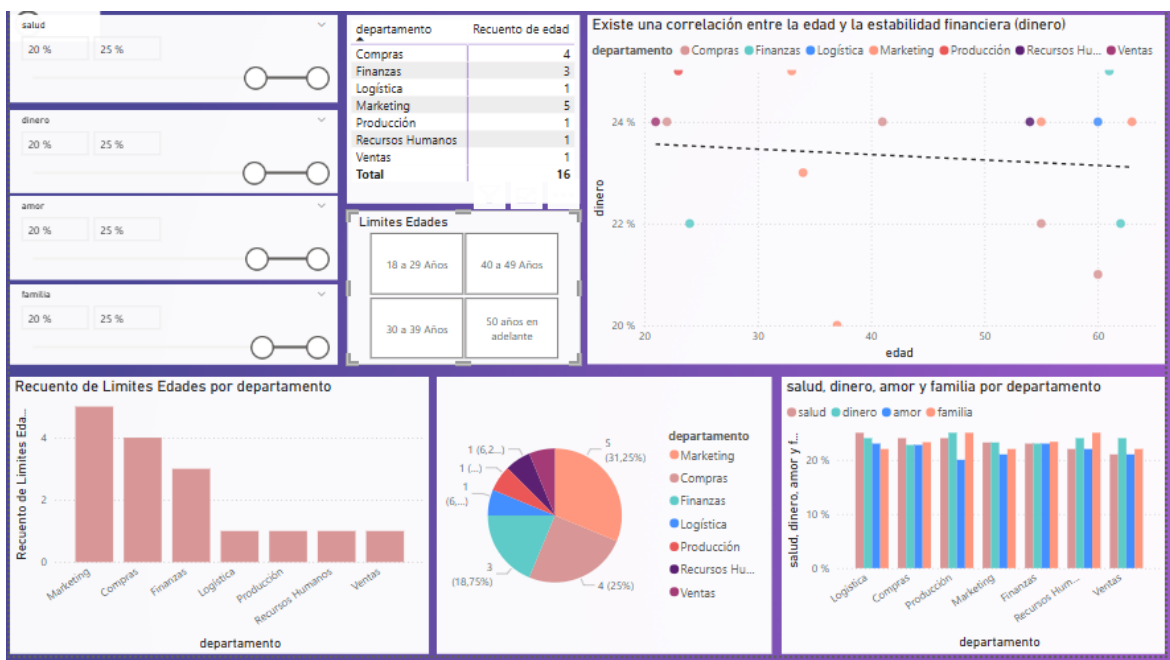 salud
20 % 25 %
dinero
20 % 25 %
amor
20 % 25 %
familia
20 % 25 %
departamento Recuento de edad
Compras 4
Finanzas 3
Logística 1
Marketing 5
Producción 1
Recursos Humanos 1
Ventas 1
Total 16
Limites Edades
18 a 29 Años 40 a 49 Años
30 a 39 Años 50 años en
adelante
Existe una correlación entre la edad y la estabilidad financiera (dinero)
departamento Compras Finanzas Logística Marketing Producción Recursos Hu... Ventas
24 %
22 %
20 %
dinero
20 30 40 50 60
edad
Recuento de Limites Edades por departamento
Recuento de Limites Eda...
4
2
0
Marketing Compras Finanzas Logística Producción Recursos Humanos Ventas
departamento
5
(31,25%)
4 (25%)
3
(18,75%)
1
(6,...)
1 (...)
1 (6,2...)
departamento
Marketing
Compras
Finanzas
Logística
Producción
Recursos Hu...
Ventas
salud, dinero, amor y familia por departamento
salud dinero amor familia
salud, dinero, amor y f...
20 %
10 %
0 %
Logística Compras Producción Marketing Finanzas Recursos Hum... Ventas
departamento